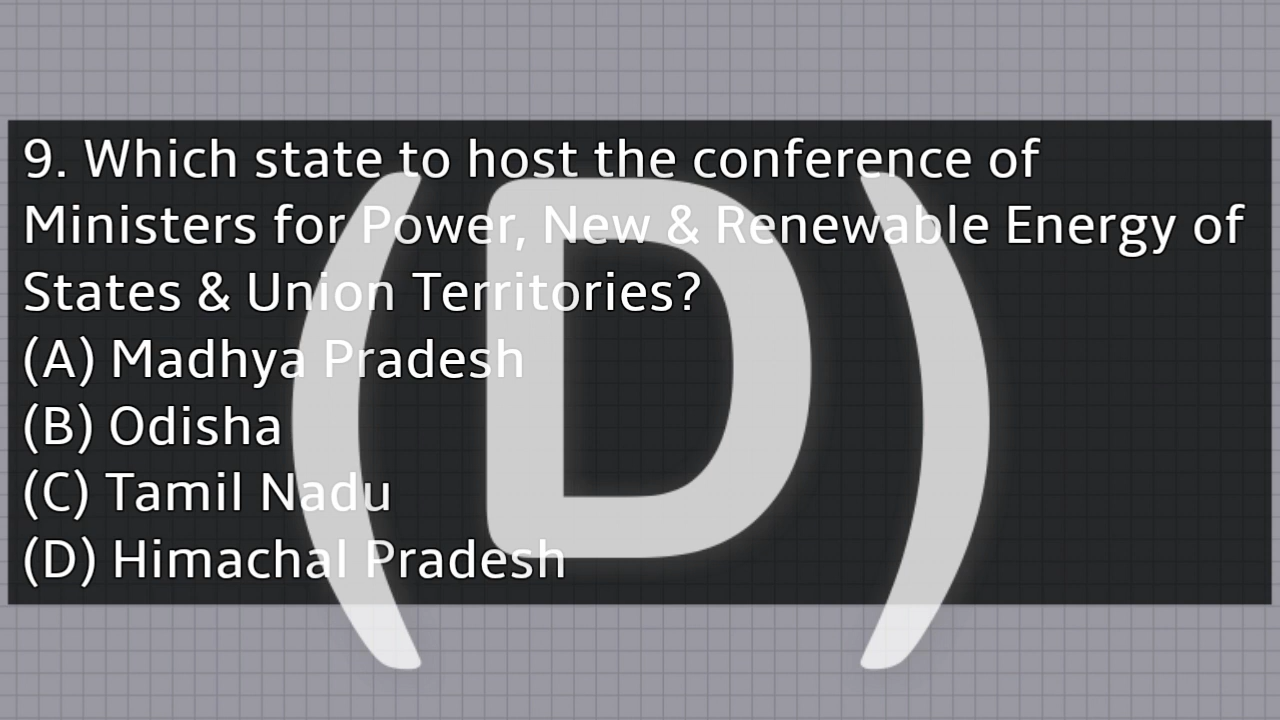 9. Which state to host the conference of
Ministers for Power, New & Renewable Energy of
States & Union Territories?
(A) Madhya Pradesh
(B) Odisha
(C) Tamil Nadu
(D) Himachal Pradesh
(D)